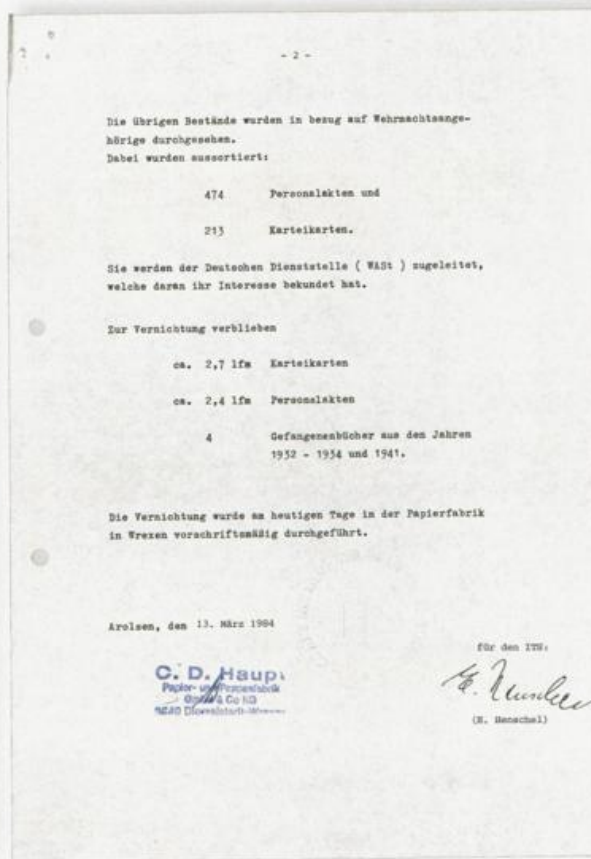 - 2 -
Die übrigen Bestände wurden in bezug auf Wehrmachtsange-
hörige durchgesehen.
Dabei wurden aussortiert:
474 Personalakten und
213 Karteikarten.
Sie werden der Deutschen Dienststelle ( WASt ) zugeleitet,
welche daran ihr Interesse bekundet hat.
Zur Vernichtung verblieben
ca. 2,7 lfm Karteikarten
ca. 2,4 lfm Personalakten
4 Gefangenenbücher aus den Jahren
1932 - 1934 und 1941.
Die Vernichtung wurde am heutigen Tage in der Papierfabrik
in Wrexen vorschriftsmäßig durchgeführt.
Arolsen, den 13. März 1984
für den ITS:
C. D. Haupt
Papier- und
& Co KG
E. Henschel
(E. Henschel)